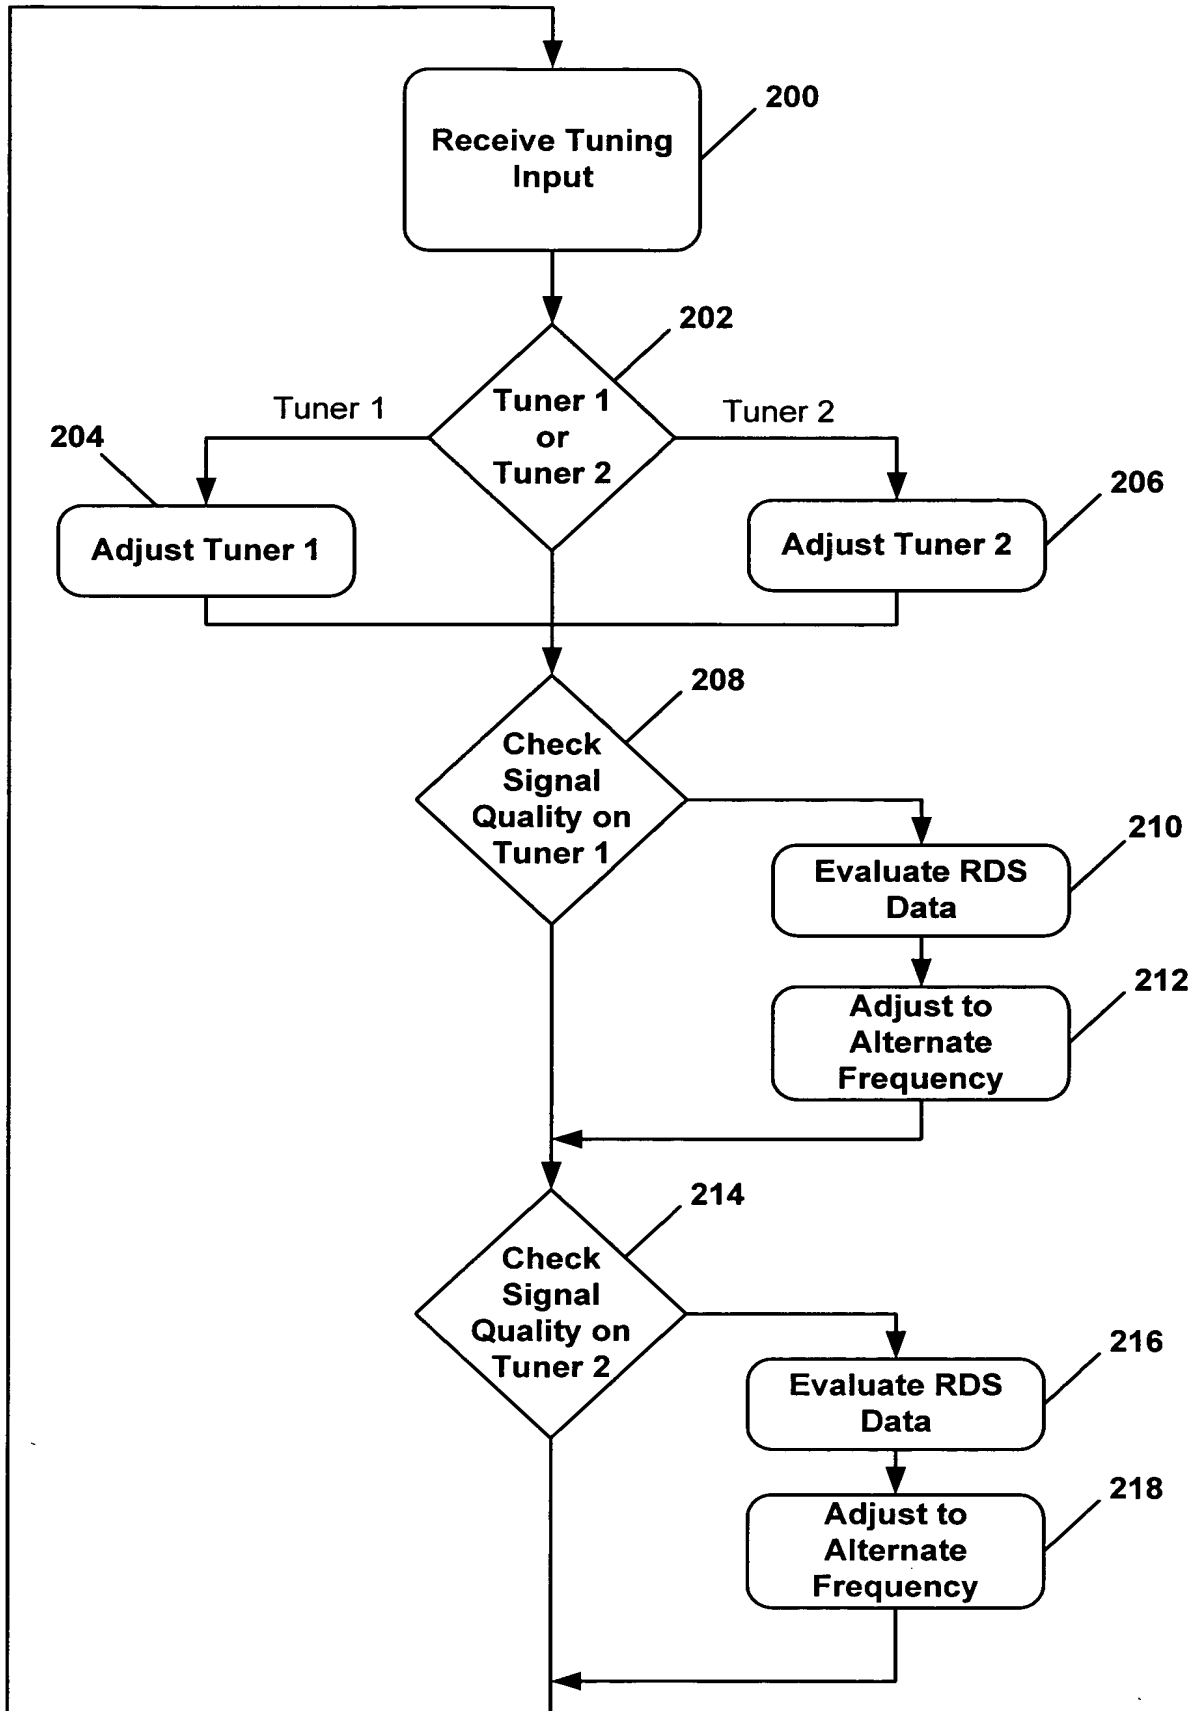 200
Receive Tuning
Input
202
Tuner 1
or
Tuner 2
Tuner 1
Tuner 2
204
Adjust Tuner 1
206
Adjust Tuner 2
208
Check
Signal
Quality on
Tuner 1
210
Evaluate RDS
Data
212
Adjust to
Alternate
Frequency
214
Check
Signal
Quality on
Tuner 2
216
Evaluate RDS
Data
218
Adjust to
Alternate
Frequency